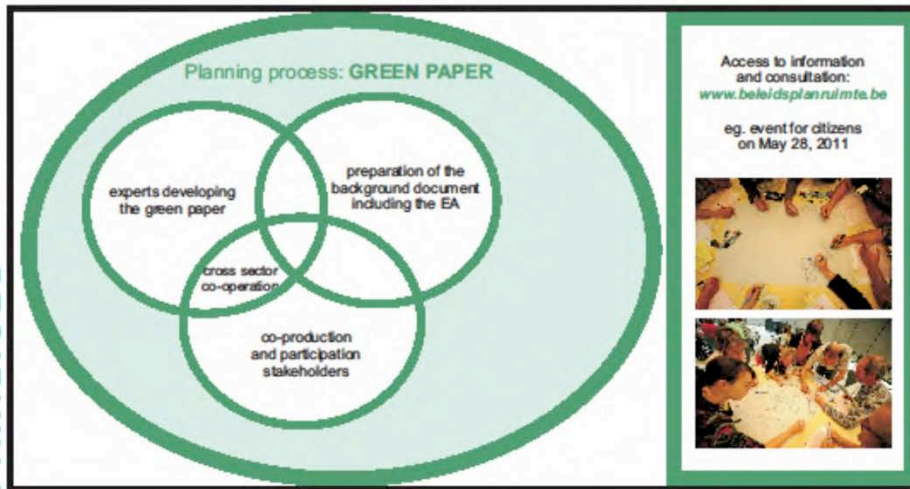 Planning process: GREEN PAPER
experts developing
the green paper
preparation of the
background document
including the EA
cross sector
co-operation
co-production
and participation
stakeholders
Access to information
and consultation:
www.beleidsplanruimte.be
eg. event for citizens
on May 28, 2011